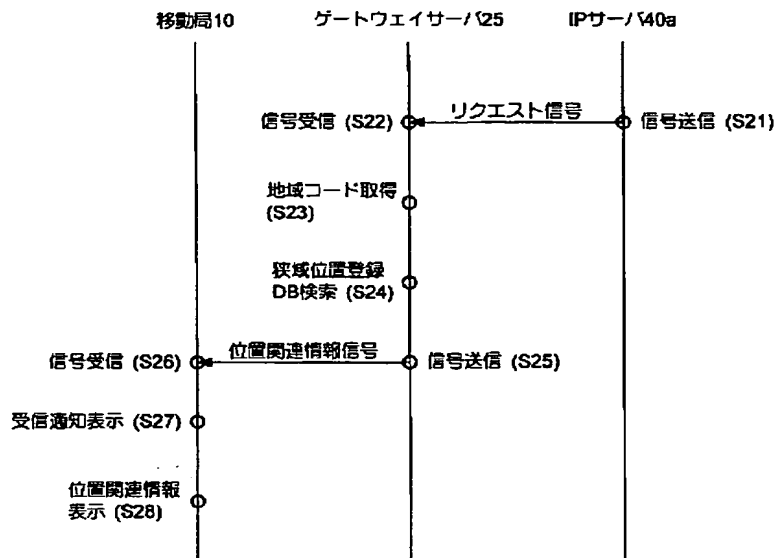 移動局10 ゲートウェイサーバ25 IPサーバ40a
信号受信 (S22) リクエスト信号 信号送信 (S21)
地域コード取得
(S23)
狭域位置登録
DB検索 (S24)
信号受信 (S26) 位置関連情報信号 信号送信 (S25)
受信通知表示 (S27)
位置関連情報
表示 (S28)